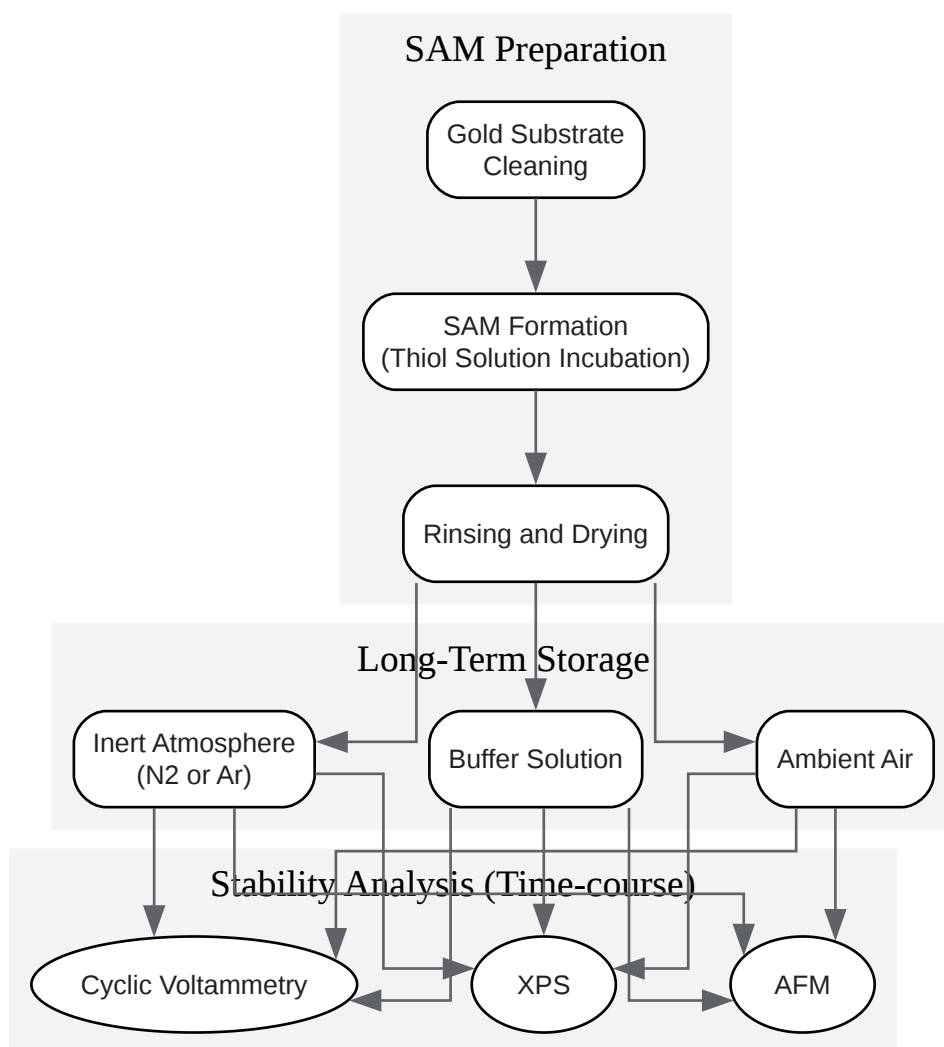 SAM Preparation
Gold Substrate
Cleaning
SAM Formation
(Thiol Solution Incubation)
Rinsing and Drying
Long-Term Storage
Inert Atmosphere
(N2 or Ar)
Buffer Solution
Ambient Air
Stability Analysis (Time-course)
Cyclic Voltammetry
XPS
AFM